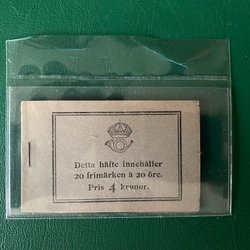 Detta häfte innehåller
20 frimärken à 20 öre.
Pris 4 kronor.